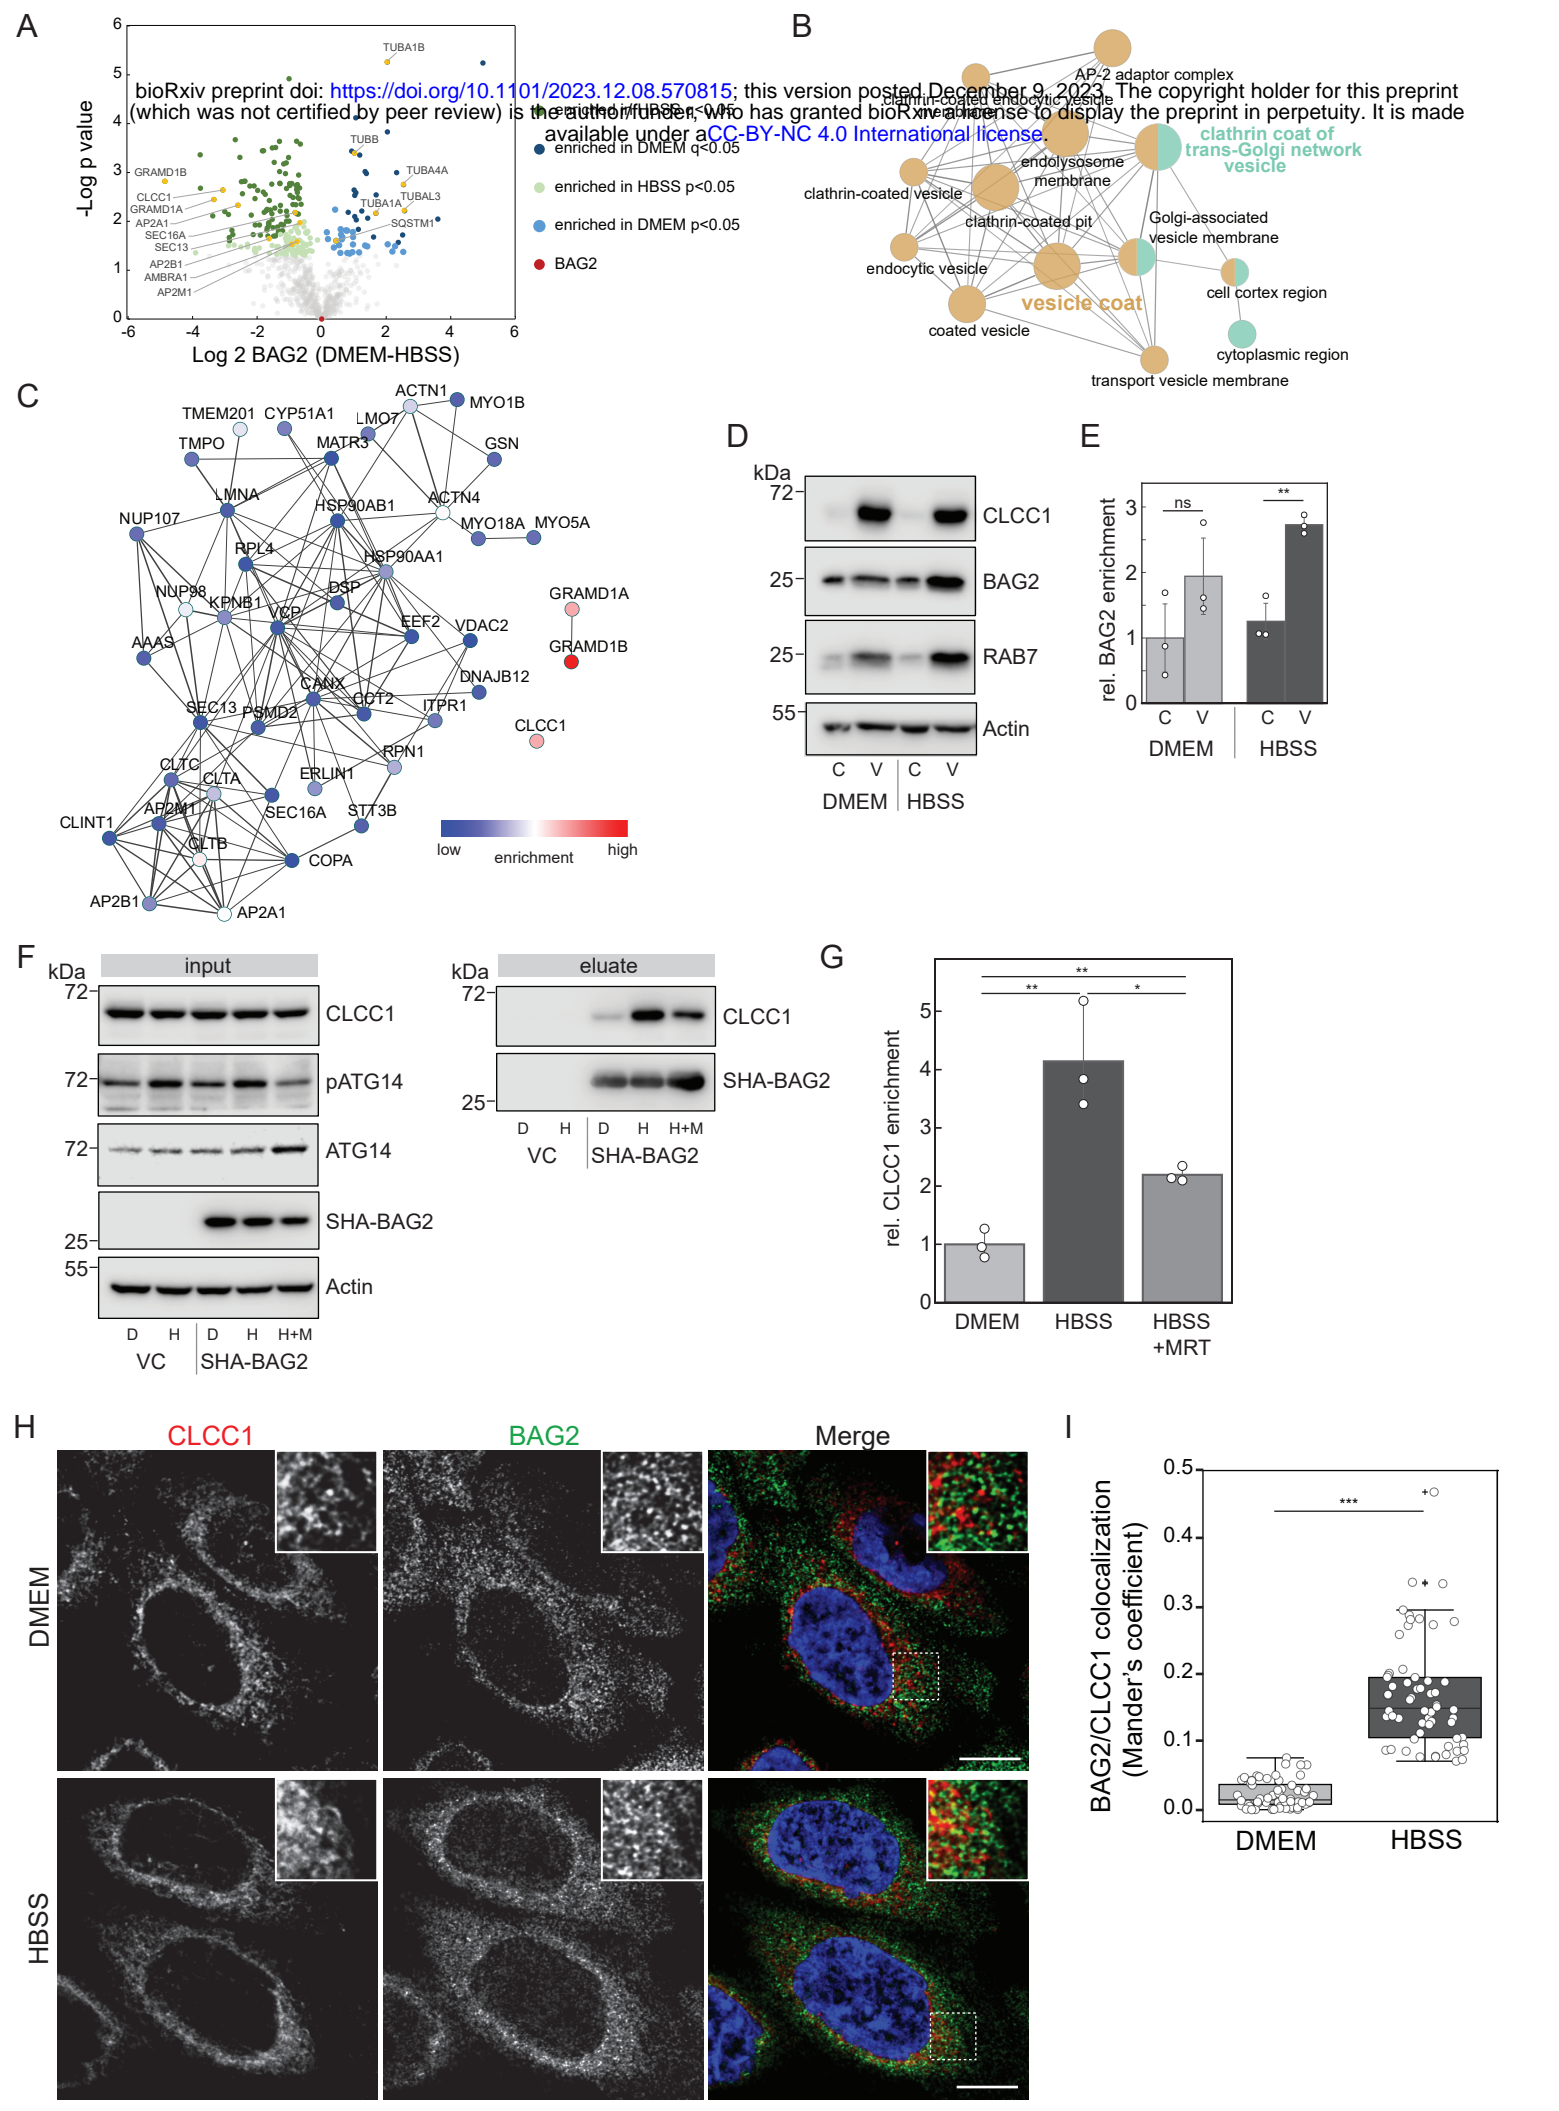 A
6
5
4
3
2
1
0
-Log p value
-6
-4
-2
0
2
4
6
Log 2 BAG2 (DMEM-HBSS)
TUBA1B
TUBB
TUBA4A
TUBAL3
TUBA1A
SQSTM1
GRAMD1B
CLCC1
GRAMD1A
AP2A1
SEC16A
SEC13
AP2B1
AMBRA1
AP2M1
bioRxiv preprint doi: https://doi.org/10.1101/2023.12.08.570815; this version posted December 9, 2023. The copyright holder for this preprint
(which was not certified by peer review) is the author/funder, who has granted bioRxiv a license to display the preprint in perpetuity. It is made
available under aCC-BY-NC 4.0 International license.
enriched in HBSS q<0.05
enriched in DMEM q<0.05
enriched in HBSS p<0.05
enriched in DMEM p<0.05
BAG2
B
AP-2 adaptor complex
clathrin-coated endocytic vesicle
membrane
endolysosome
membrane
clathrin coat of
trans-Golgi network
vesicle
clathrin-coated vesicle
clathrin-coated pit
Golgi-associated
vesicle membrane
endocytic vesicle
vesicle coat
cell cortex region
coated vesicle
cytoplasmic region
transport vesicle membrane
C
ACTN1
MYO1B
TMEM201
CYP51A1
LMO7
TMPO
MATR3
GSN
LMNA
HSP90AB1
ACTN4
NUP107
MYO18A
MYO5A
RPL4
HSP90AA1
NUP98
KPNB1
DSP
GRAMD1A
VCP
EEF2
VDAC2
AAAS
GRAMD1B
CANX
DNAJB12
SEC13
PSMD2
CCT2
ITPR1
CLCC1
RPN1
CLTC
CLTA
ERLIN1
AP2M1
SEC16A
STT3B
CLINT1
CLTB
COPA
AP2B1
AP2A1
low
enrichment
high
D
kDa
72
CLCC1
25
BAG2
25
RAB7
55
Actin
C
V
C
V
DMEM
HBSS
E
rel. BAG2 enrichment
3
2
1
0
ns
**
C
V
C
V
DMEM
HBSS
F
kDa
input
72
CLCC1
72
pATG14
72
ATG14
25
SHA-BAG2
55
Actin
D
H
D
H
H+M
VC
SHA-BAG2
kDa
eluate
72
CLCC1
25
SHA-BAG2
D
H
D
H
H+M
VC
SHA-BAG2
G
rel. CLCC1 enrichment
5
4
3
2
1
0
**
**
*
DMEM
HBSS
HBSS
+MRT
H
CLCC1
BAG2
Merge
DMEM
HBSS
I
BAG2/CLCC1 colocalization
(Mander's coefficient)
0.5
0.4
0.3
0.2
0.1
0.0
***
DMEM
HBSS